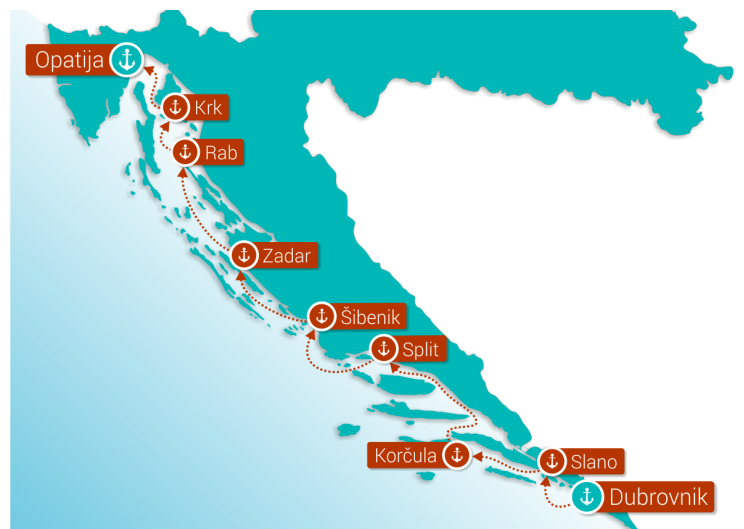 Opatija
Krk
Rab
Zadar
Šibenik
Split
Korčula
Slano
Dubrovnik